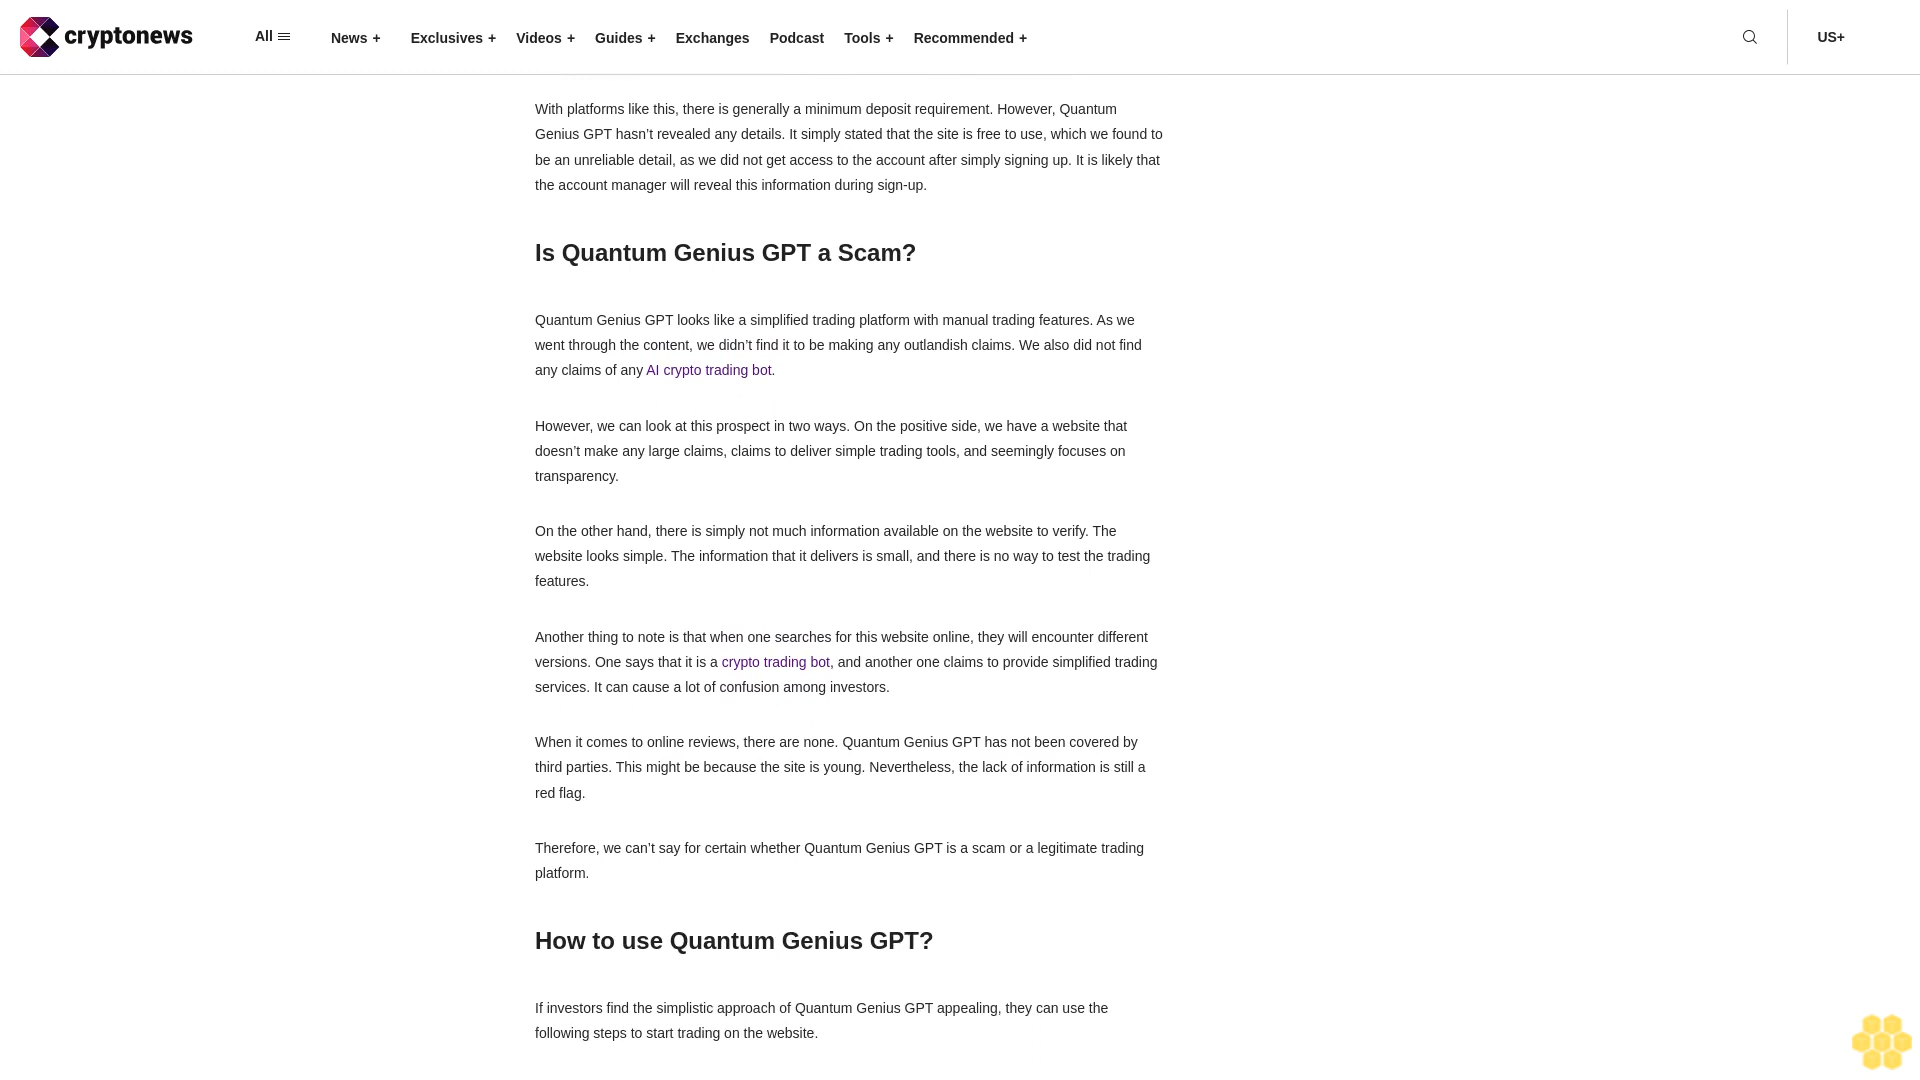 cryptonews
All
News +
Exclusives +
Videos +
Guides +
Exchanges
Podcast
Tools +
Recommended +
US+
With platforms like this, there is generally a minimum deposit requirement. However, Quantum
Genius GPT hasn’t revealed any details. It simply stated that the site is free to use, which we found to
be an unreliable detail, as we did not get access to the account after simply signing up. It is likely that
the account manager will reveal this information during sign-up.
Is Quantum Genius GPT a Scam?
Quantum Genius GPT looks like a simplified trading platform with manual trading features. As we
went through the content, we didn’t find it to be making any outlandish claims. We also did not find
any claims of any AI crypto trading bot.
However, we can look at this prospect in two ways. On the positive side, we have a website that
doesn’t make any large claims, claims to deliver simple trading tools, and seemingly focuses on
transparency.
On the other hand, there is simply not much information available on the website to verify. The
website looks simple. The information that it delivers is small, and there is no way to test the trading
features.
Another thing to note is that when one searches for this website online, they will encounter different
versions. One says that it is a crypto trading bot, and another one claims to provide simplified trading
services. It can cause a lot of confusion among investors.
When it comes to online reviews, there are none. Quantum Genius GPT has not been covered by
third parties. This might be because the site is young. Nevertheless, the lack of information is still a
red flag.
Therefore, we can’t say for certain whether Quantum Genius GPT is a scam or a legitimate trading
platform.
How to use Quantum Genius GPT?
If investors find the simplistic approach of Quantum Genius GPT appealing, they can use the
following steps to start trading on the website.